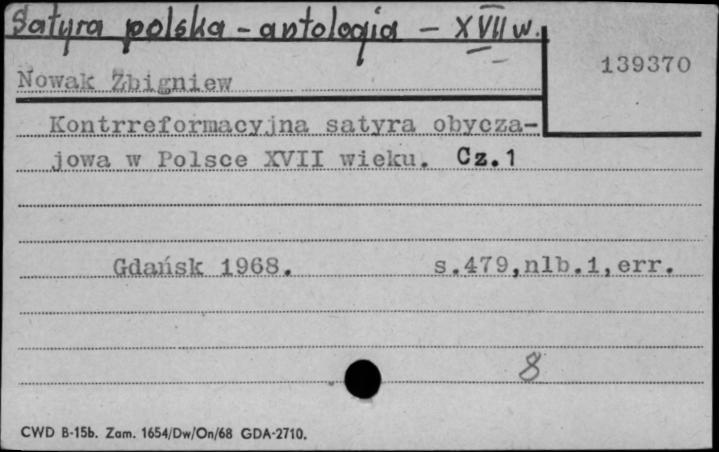 Satyra polska - antologia - XVII w.
139370
Nowak Zbigniew
Kontrreformacyjna satyra obycza-
jowa w Polsce XVII wieku. Cz.1
Gdańsk 1968. s.479,nlb.1,err.
8
CWD B-15b. Zam. 1654/Dw/On/68 GDA-2710.